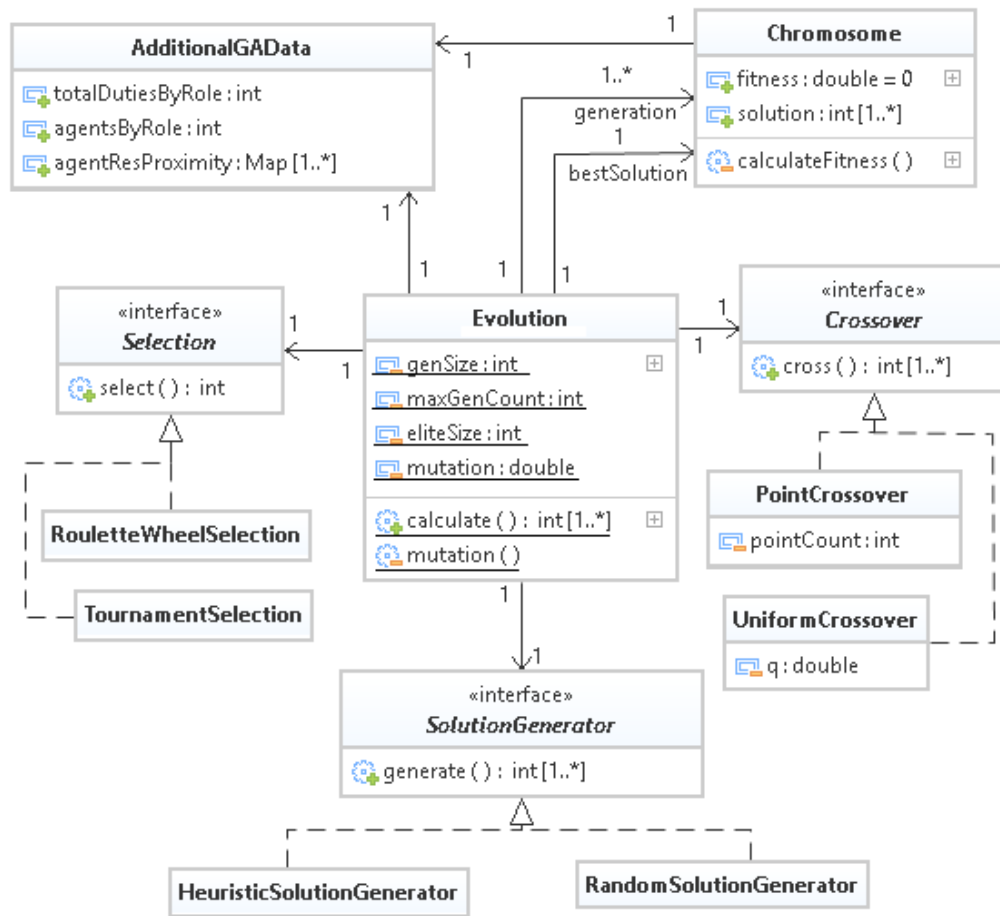 AdditionalGAData
totalDutiesByRole : int
agentsByRole : int
agentResProximity : Map [1..*]
1
1
Chromosome
fitness : double = 0
solution : int [1..*]
calculateFitness ( )
1..*
generation
1
bestSolution
1
1
1
1
«interface»
Selection
select ( ) : int
1
1
Evolution
genSize : int
maxGenCount : int
eliteSize : int
mutation : double
calculate ( ) : int [1..*]
mutation ( )
1
1
«interface»
Crossover
cross ( ) : int [1..*]
RouletteWheelSelection
TournamentSelection
PointCrossover
pointCount : int
UniformCrossover
q : double
1
1
«interface»
SolutionGenerator
generate ( ) : int [1..*]
HeuristicSolutionGenerator
RandomSolutionGenerator